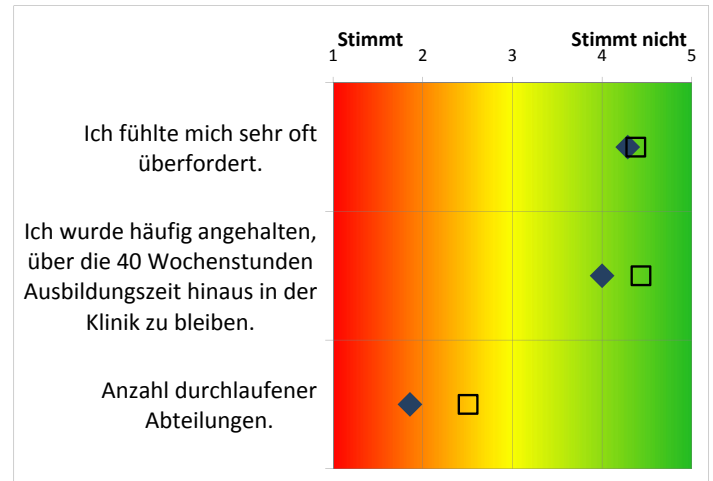 Stimmt Stimmt nicht
1 2 3 4 5
Ich fühlte mich sehr oft
überfordert.
Ich wurde häufig angehalten,
über die 40 Wochenstunden
Ausbildungszeit hinaus in der
Klinik zu bleiben.
Anzahl durchlaufener
Abteilungen.